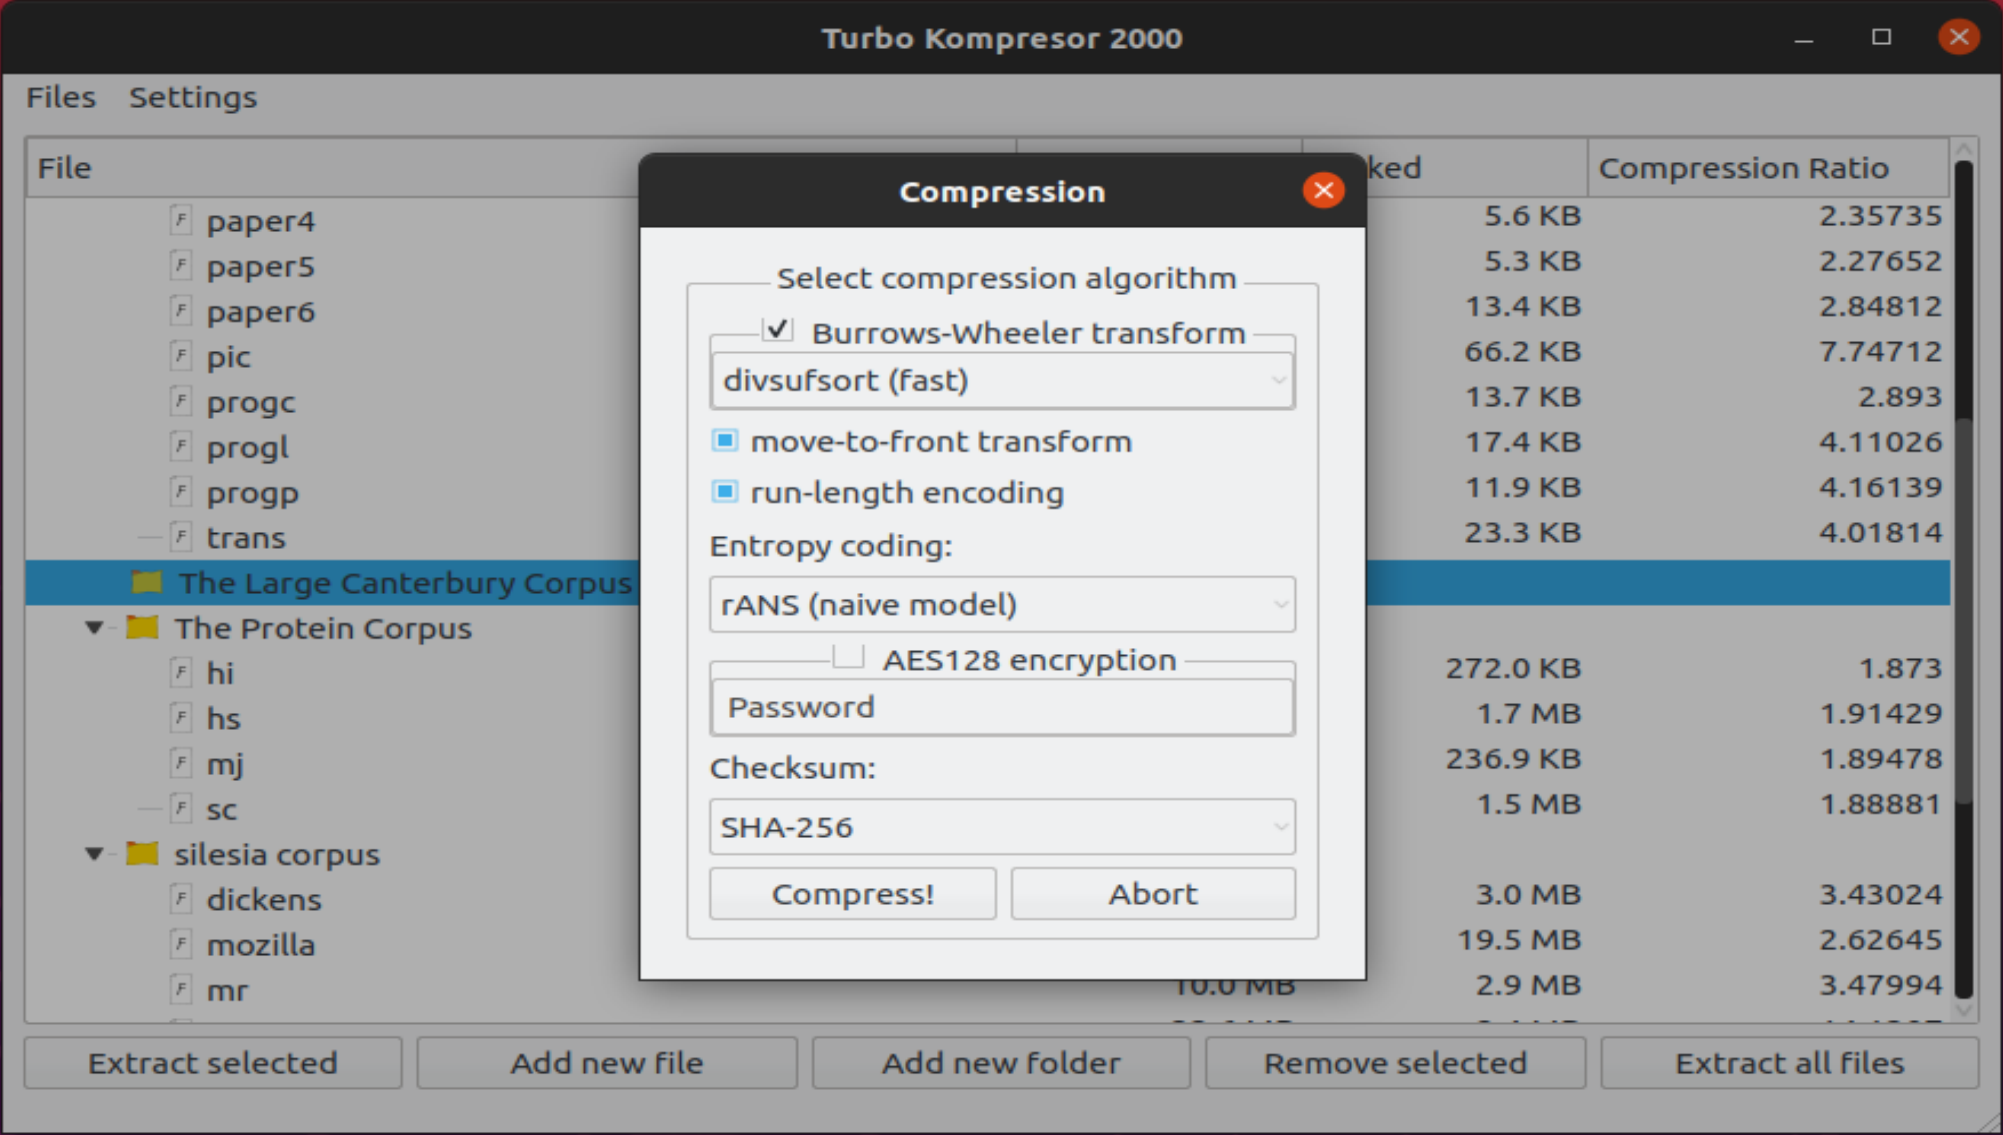 Turbo Kompresor 2000
Files Settings
File ked Compression Ratio
paper4 5.6 KB 2.35735
paper5 5.3 KB 2.27652
paper6 13.4 KB 2.84812
pic 66.2 KB 7.74712
progc 13.7 KB 2.893
progl 17.4 KB 4.11026
progp 11.9 KB 4.16139
trans 23.3 KB 4.01814
The Large Canterbury Corpus
The Protein Corpus
hi 272.0 KB 1.873
hs 1.7 MB 1.91429
mj 236.9 KB 1.89478
sc 1.5 MB 1.88881
silesia corpus
dickens 3.0 MB 3.43024
mozilla 19.5 MB 2.62645
mr 10.0 MB 2.9 MB 3.47994
Compression
Select compression algorithm
Burrows-Wheeler transform
divsufsort (fast)
move-to-front transform
run-length encoding
Entropy coding:
rANS (naive model)
AES128 encryption
Password
Checksum:
SHA-256
Compress! Abort
Extract selected Add new file Add new folder Remove selected Extract all files